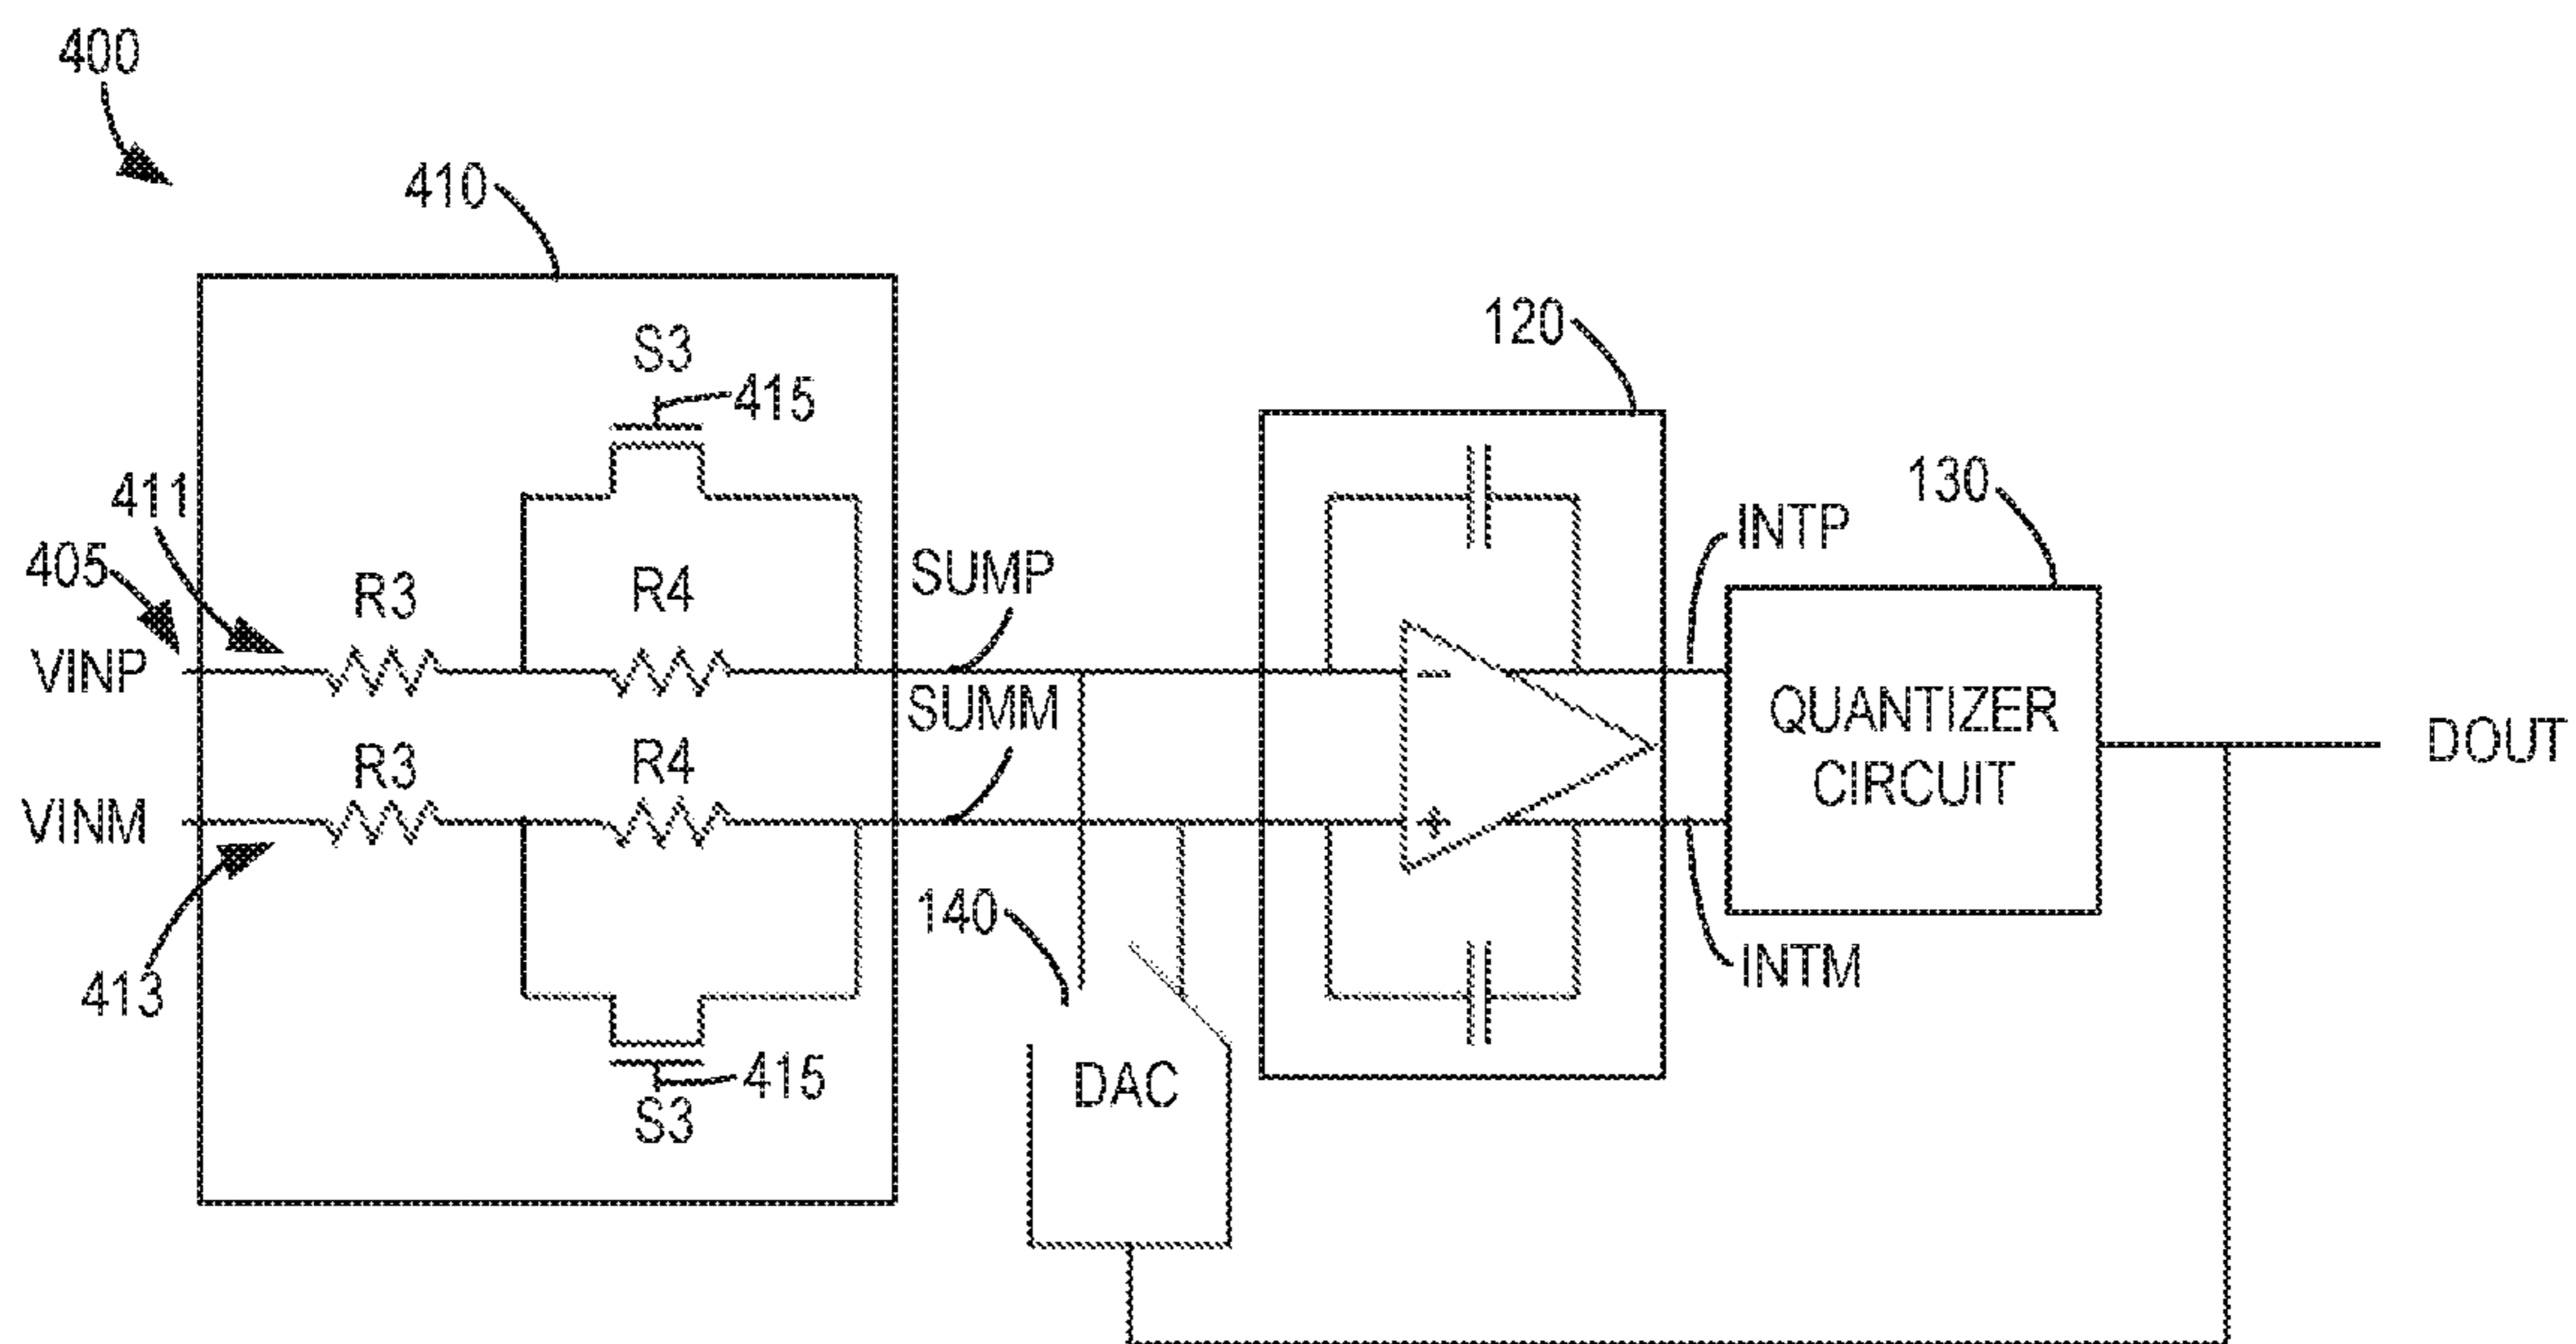 400
410
S3
415
120
411
405
VINP
R3
R4
SUMP
SUMM
INTP
130
QUANTIZER
CIRCUIT
DOUT
VINM
R3
R4
413
140
INTM
DAC
415
S3